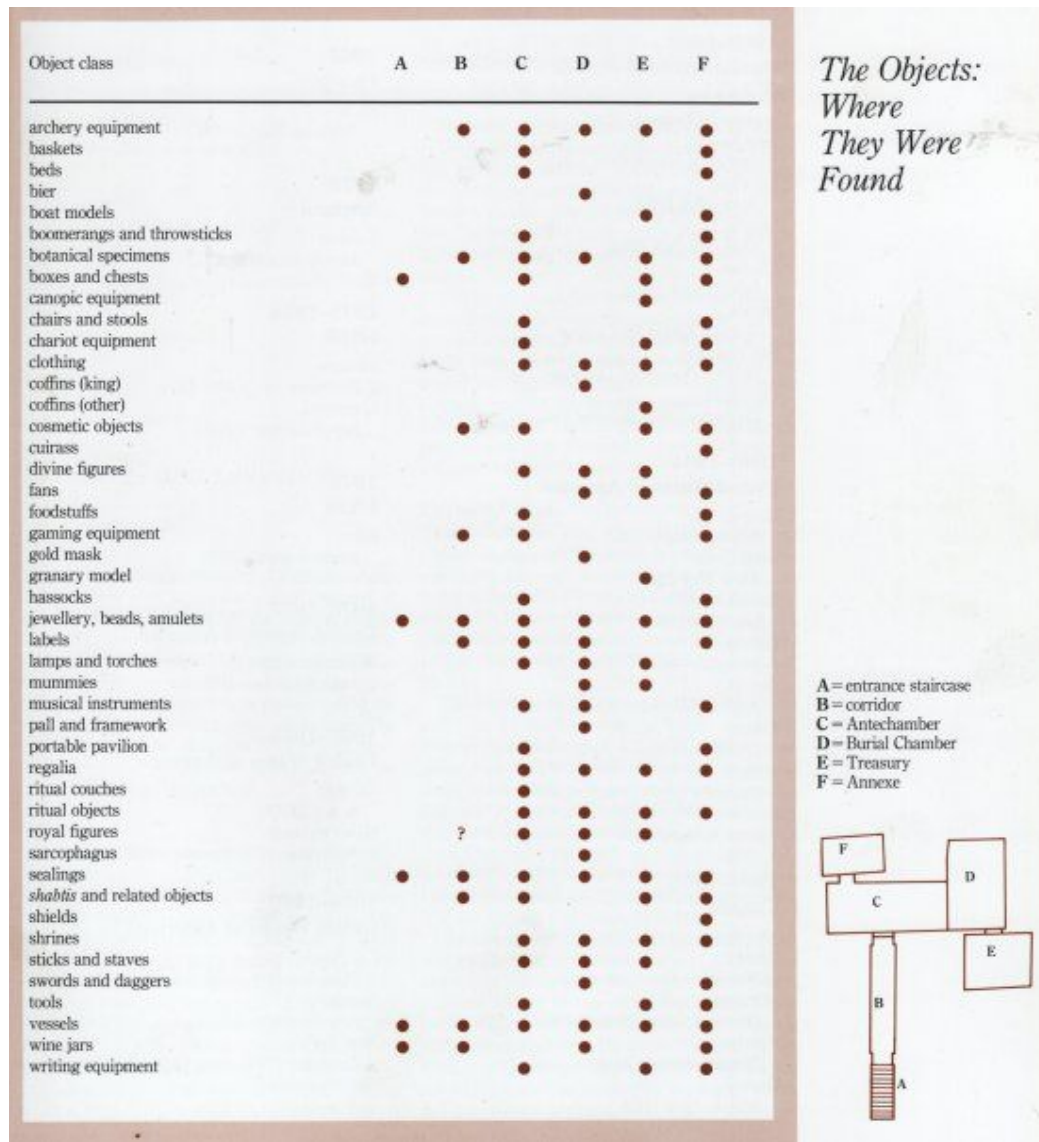 Object class A B C D E F
archery equipment ● ● ● ● ●
baskets ● ●
beds ● ●
bier ●
boat models ● ●
boomerangs and throwsticks ● ●
botanical specimens ● ● ● ● ●
boxes and chests ● ● ● ●
canopic equipment ●
chairs and stools ● ●
chariot equipment ● ● ●
clothing ● ● ● ●
coffins (king) ●
coffins (other) ●
cosmetic objects ● ● ● ●
cuirass ●
divine figures ● ● ●
fans ● ● ●
foodstuffs ● ●
gaming equipment ● ● ●
gold mask ●
granary model ●
hassocks ● ●
jewellery, beads, amulets ● ● ● ● ● ●
labels ● ● ● ●
lamps and torches ● ● ●
mummies ● ●
musical instruments ● ● ●
pall and framework ●
portable pavilion ● ●
regalia ● ● ● ●
ritual couches ●
ritual objects ● ● ● ●
royal figures ? ● ● ●
sarcophagus ●
sealings ● ● ● ● ● ●
shabtis and related objects ● ● ● ●
shields ●
shrines ● ● ● ●
sticks and staves ● ● ●
swords and daggers ● ●
tools ● ● ●
vessels ● ● ● ● ● ●
wine jars ● ● ● ●
writing equipment ● ● ●
The Objects:
Where
They Were
Found
A = entrance staircase
B = corridor
C = Antechamber
D = Burial Chamber
E = Treasury
F = Annexe
F
D
C
E
B
A